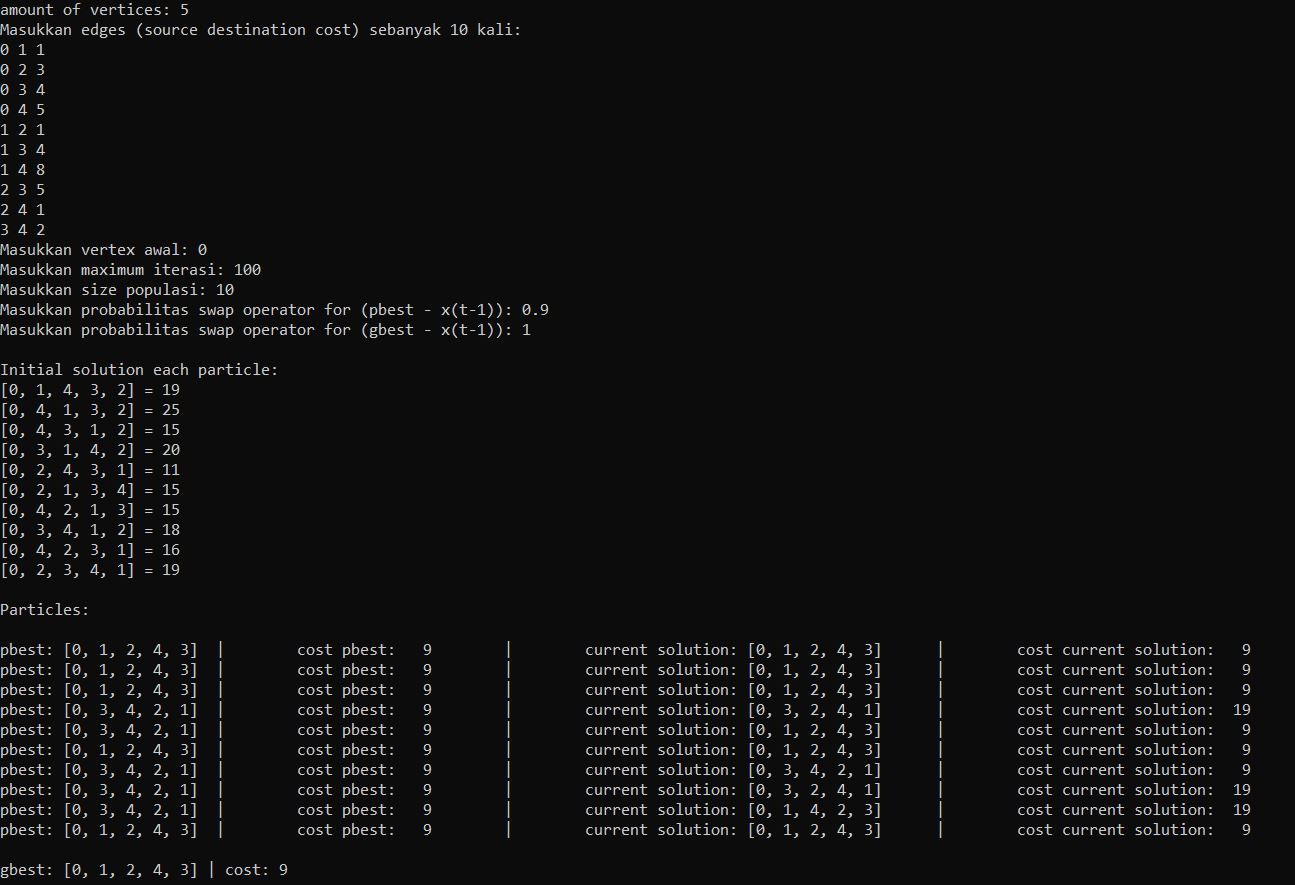 amount of vertices: 5
Masukkan edges (source destination cost) sebanyak 10 kali:
0 1 1
0 2 3
0 3 4
0 4 5
1 2 1
1 3 4
1 4 8
2 3 5
2 4 1
3 4 2
Masukkan vertex awal: 0
Masukkan maximum iterasi: 100
Masukkan size populasi: 10
Masukkan probabilitas swap operator for (pbest - x(t-1)): 0.9
Masukkan probabilitas swap operator for (gbest - x(t-1)): 1
Initial solution each particle:
[0, 1, 4, 3, 2] = 19
[0, 4, 1, 3, 2] = 25
[0, 4, 3, 1, 2] = 15
[0, 3, 1, 4, 2] = 20
[0, 2, 4, 3, 1] = 11
[0, 2, 1, 3, 4] = 15
[0, 4, 2, 1, 3] = 15
[0, 3, 4, 1, 2] = 18
[0, 4, 2, 3, 1] = 16
[0, 2, 3, 4, 1] = 19
Particles:
pbest: [0, 1, 2, 4, 3] | cost pbest: 9 | current solution: [0, 1, 2, 4, 3] | cost current solution: 9
pbest: [0, 1, 2, 4, 3] | cost pbest: 9 | current solution: [0, 1, 2, 4, 3] | cost current solution: 9
pbest: [0, 1, 2, 4, 3] | cost pbest: 9 | current solution: [0, 1, 2, 4, 3] | cost current solution: 9
pbest: [0, 3, 4, 2, 1] | cost pbest: 9 | current solution: [0, 3, 2, 4, 1] | cost current solution: 19
pbest: [0, 3, 4, 2, 1] | cost pbest: 9 | current solution: [0, 1, 2, 4, 3] | cost current solution: 9
pbest: [0, 1, 2, 4, 3] | cost pbest: 9 | current solution: [0, 1, 2, 4, 3] | cost current solution: 9
pbest: [0, 3, 4, 2, 1] | cost pbest: 9 | current solution: [0, 3, 4, 2, 1] | cost current solution: 9
pbest: [0, 3, 4, 2, 1] | cost pbest: 9 | current solution: [0, 3, 2, 4, 1] | cost current solution: 19
pbest: [0, 3, 4, 2, 1] | cost pbest: 9 | current solution: [0, 1, 4, 2, 3] | cost current solution: 19
pbest: [0, 1, 2, 4, 3] | cost pbest: 9 | current solution: [0, 1, 2, 4, 3] | cost current solution: 9
gbest: [0, 1, 2, 4, 3] | cost: 9